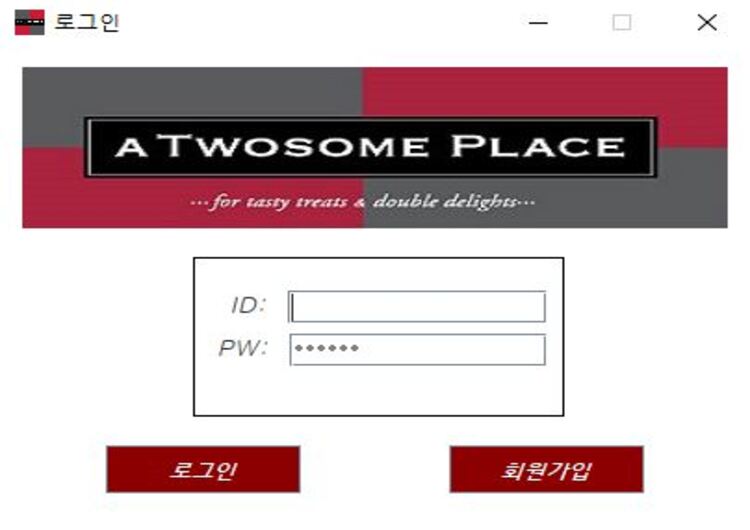 로그인
A TWOSOME PLACE
...for tasty treats & double delights...
ID:
PW: ••••••
로그인
회원가입